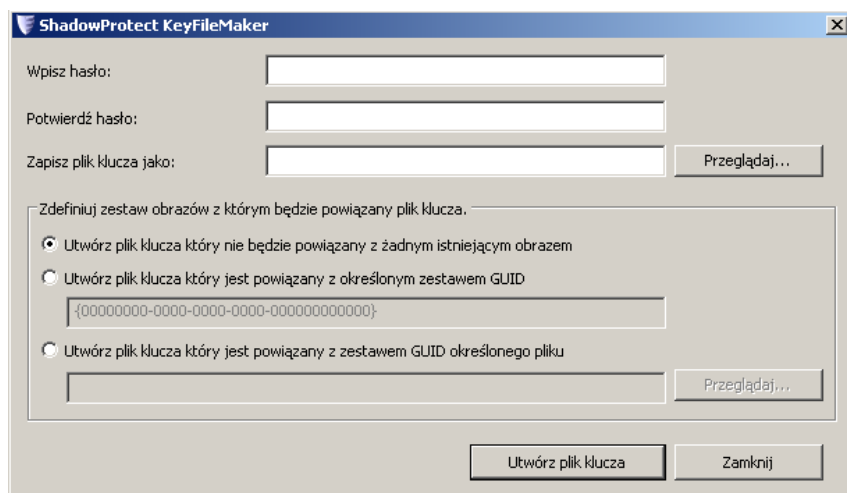 ShadowProtect KeyFileMaker
Wpisz hasło:
Potwierdź hasło:
Zapisz plik klucza jako:
Przeglądaj...
Zdefiniuj zestaw obrazów z którym będzie powiązany plik klucza.
Utwórz plik klucza który nie będzie powiązany z żadnym istniejącym obrazem
Utwórz plik klucza który jest powiązany z określonym zestawem GUID
{00000000-0000-0000-0000-000000000000}
Utwórz plik klucza który jest powiązany z zestawem GUID określonego pliku
Przeglądaj...
Utwórz plik klucza
Zamknij